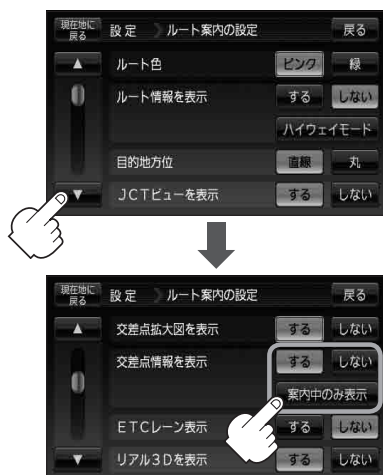 現在地に戻る 設定 ルート案内の設定 戻る
▲ ルート色 ピンク 緑
ルート情報を表示 する しない
ハイウェイモード
目的地方位 直線 丸
▼ JCTビューを表示 する しない
現在地に戻る 設定 ルート案内の設定 戻る
▲ 交差点拡大図を表示 する しない
交差点情報を表示 する しない
案内中のみ表示
ETCレーン表示 する しない
▼ リアル3Dを表示 する しない